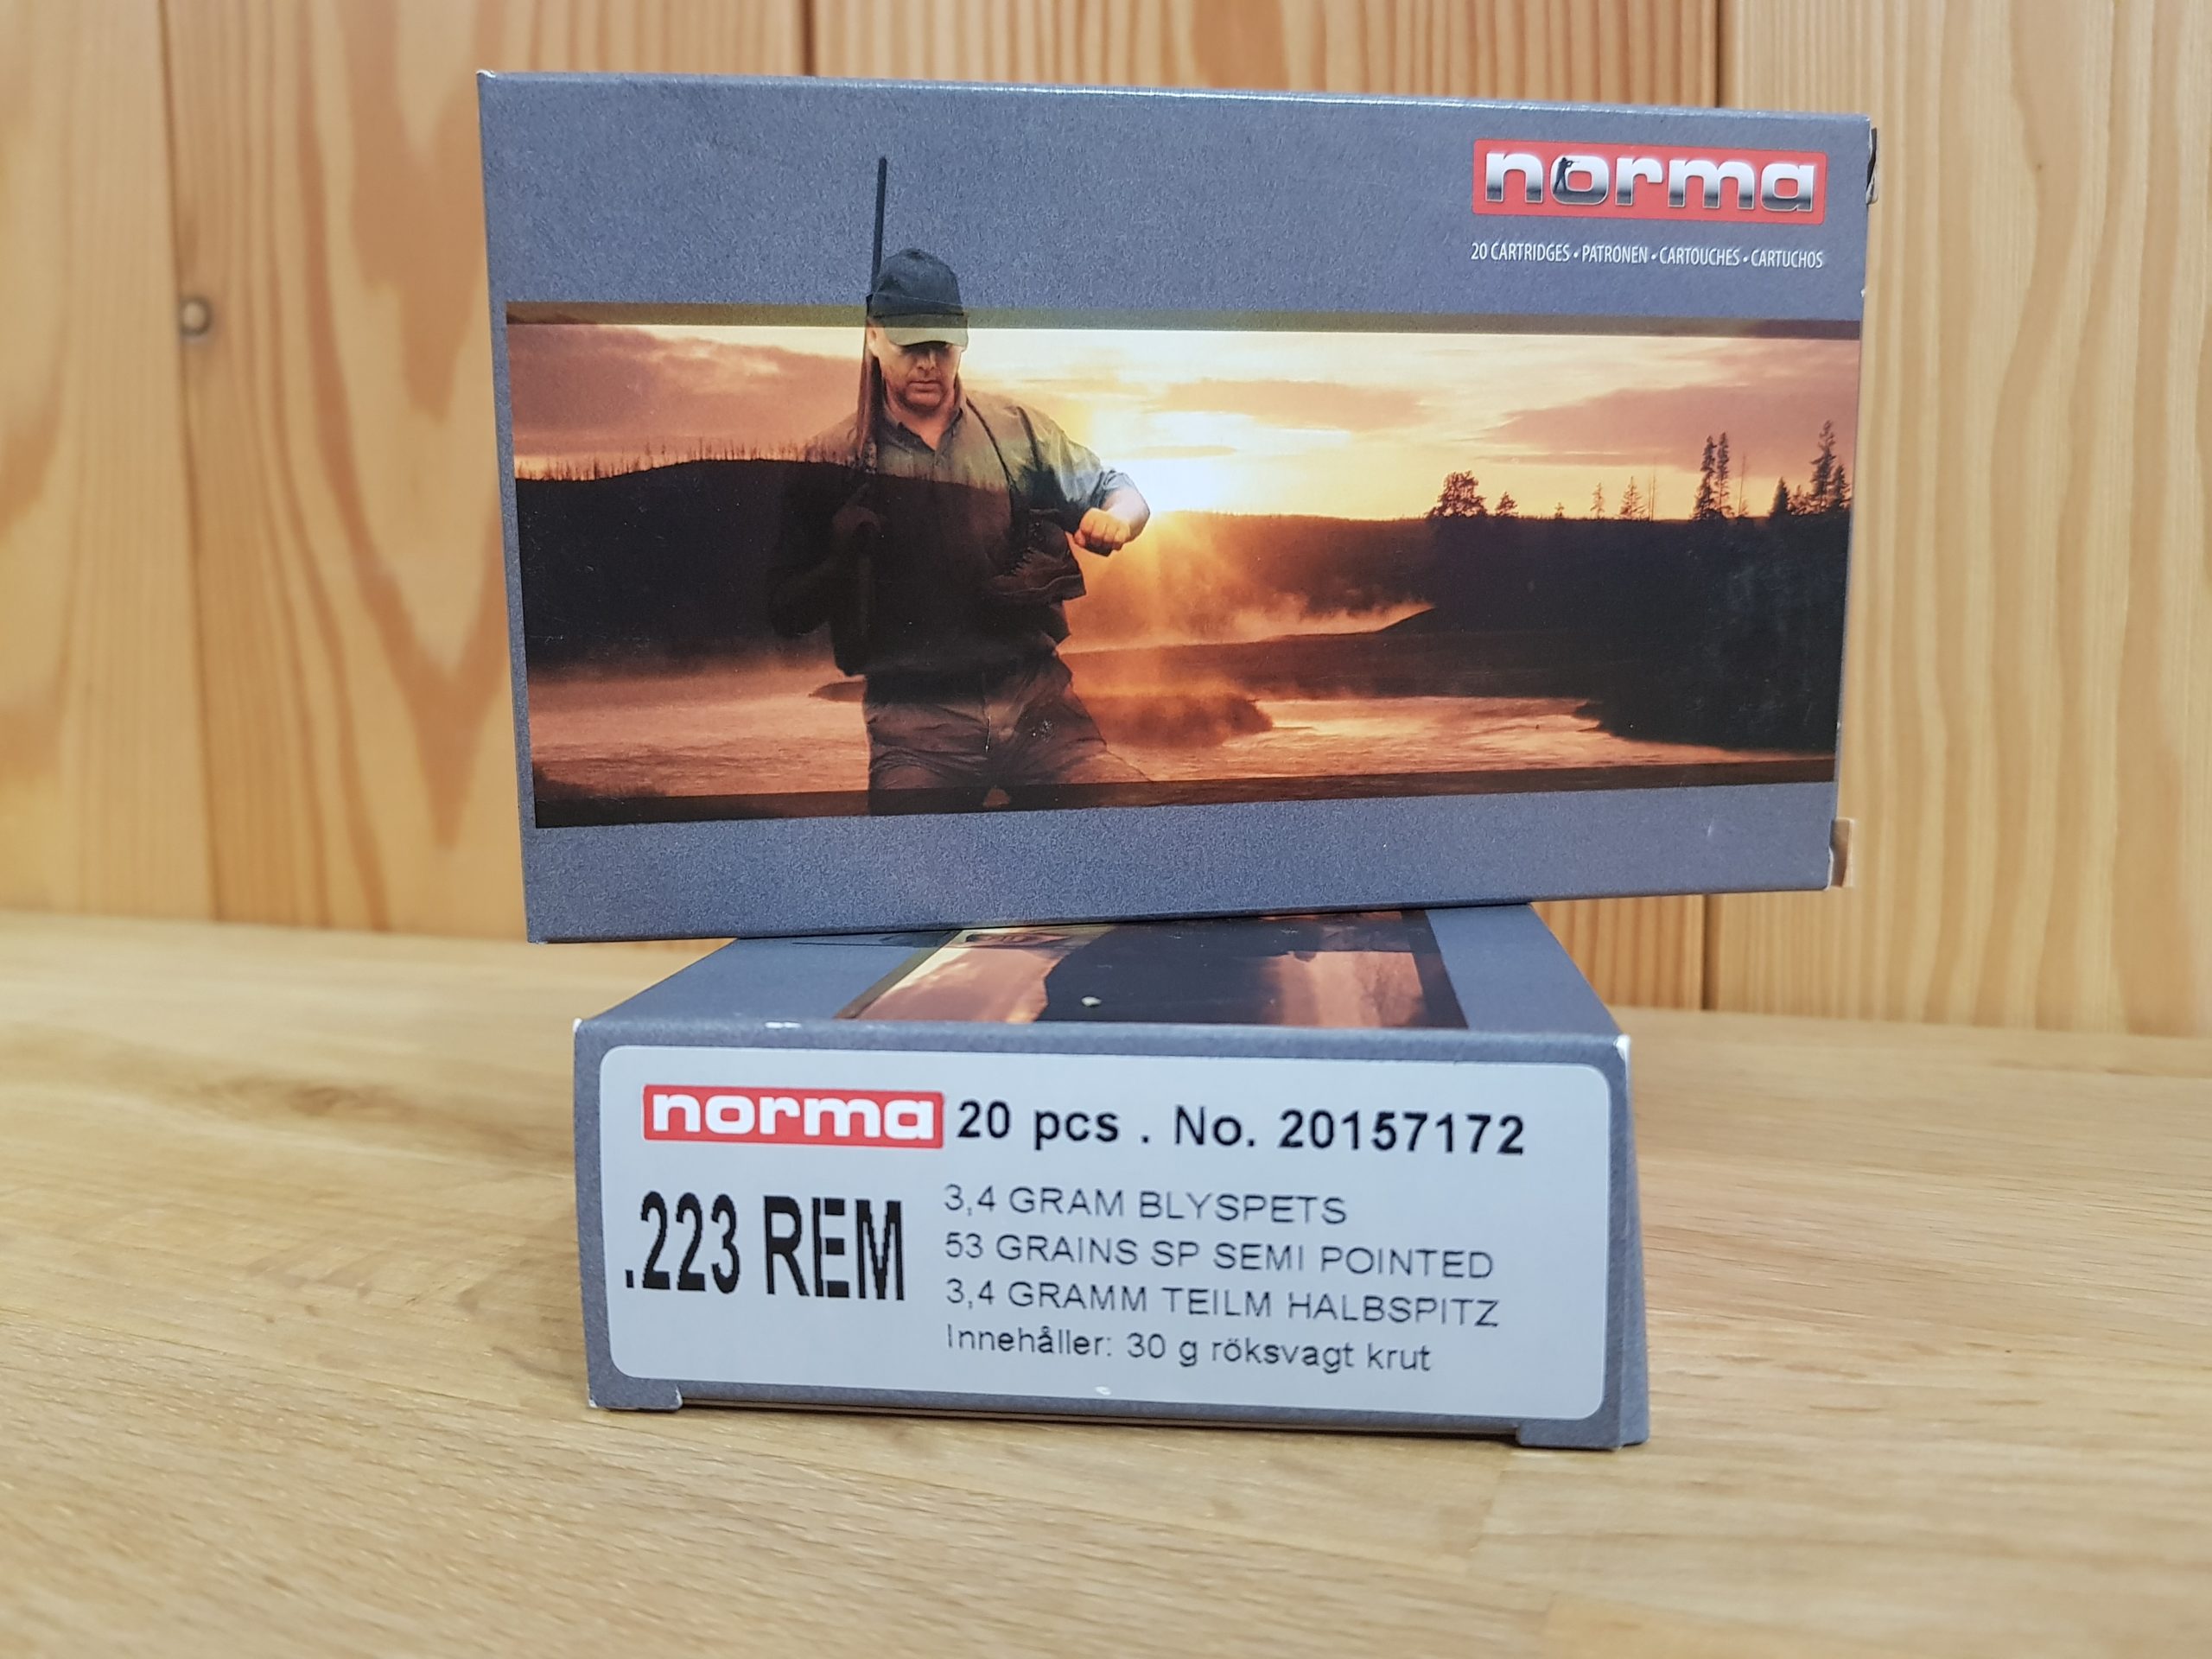 norma
20 CARTRIDGES • PATRONEN • CARTOUCHES • CARTUCHOS
norma 20 pcs . No. 20157172
.223 REM
3,4 GRAM BLYSPETS
53 GRAINS SP SEMI POINTED
3,4 GRAMM TEILM HALBSPITZ
Innehåller: 30 g röksvagt krut